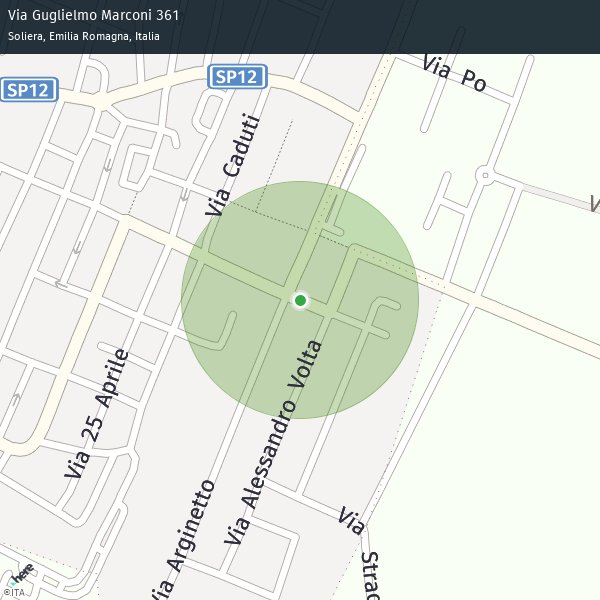 Via Guglielmo Marconi 361
Soliera, Emilia Romagna, Italia
Via Po
SP12
SP12
Via Caduti
V
Via 25 Aprile
Via Alessandro Volta
Via Arginetto
Via Strad
here
©ITA